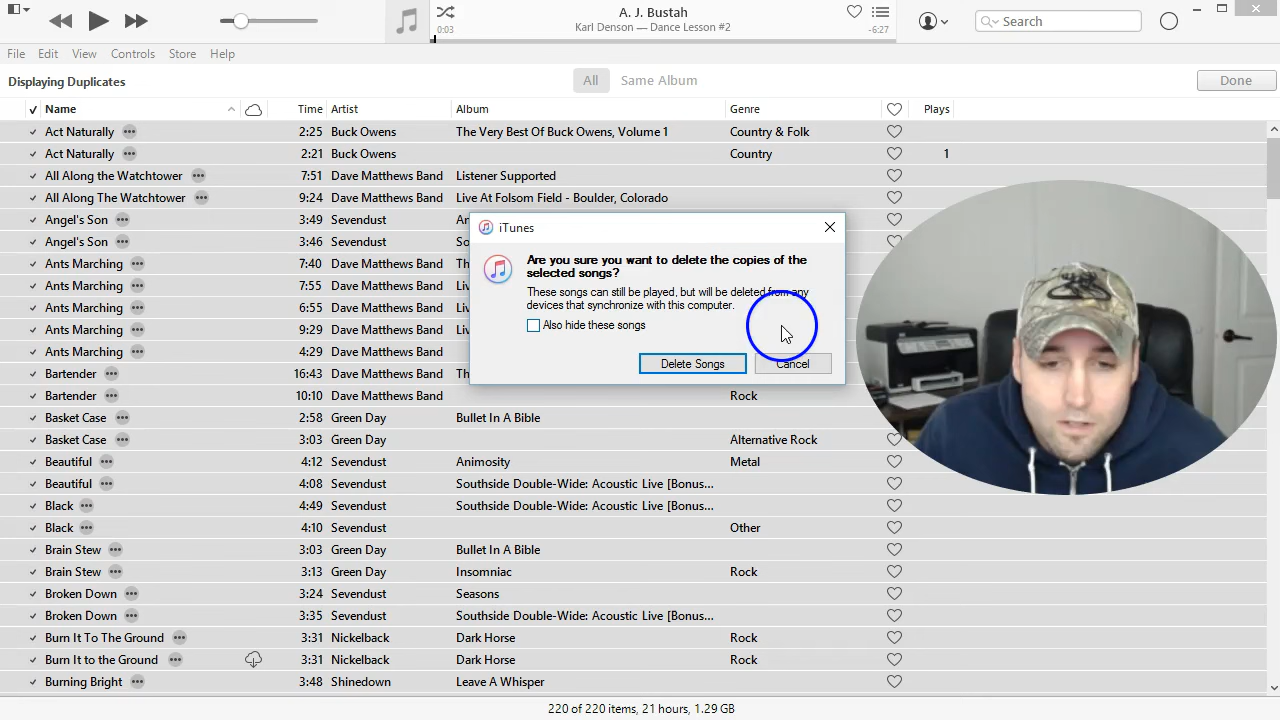 A. J. Bustah
Karl Denson — Dance Lesson #2
0:03
-6:27
Search
File Edit View Controls Store Help
Displaying Duplicates
All Same Album
Done
Name Time Artist Album Genre Plays
Act Naturally 2:25 Buck Owens The Very Best Of Buck Owens, Volume 1 Country & Folk
Act Naturally 2:21 Buck Owens Country 1
All Along the Watchtower 7:51 Dave Matthews Band Listener Supported
All Along The Watchtower 9:24 Dave Matthews Band Live At Folsom Field - Boulder, Colorado
Angel's Son 3:49 Sevendust
Angel's Son 3:46 Sevendust
Ants Marching 7:40 Dave Matthews Band
Ants Marching 7:55 Dave Matthews Band
Ants Marching 6:55 Dave Matthews Band
Ants Marching 9:29 Dave Matthews Band
Ants Marching 4:29 Dave Matthews Band
Bartender 16:43 Dave Matthews Band
Bartender 10:10 Dave Matthews Band Rock
Basket Case 2:58 Green Day Bullet In A Bible
Basket Case 3:03 Green Day Alternative Rock
Beautiful 4:12 Sevendust Animosity Metal
Beautiful 4:08 Sevendust Southside Double-Wide: Acoustic Live [Bonus...
Black 4:49 Sevendust Southside Double-Wide: Acoustic Live [Bonus...
Black 4:10 Sevendust Other
Brain Stew 3:03 Green Day Bullet In A Bible
Brain Stew 3:13 Green Day Insomniac Rock
Broken Down 3:24 Sevendust Seasons
Broken Down 3:35 Sevendust Southside Double-Wide: Acoustic Live [Bonus...
Burn It To The Ground 3:31 Nickelback Dark Horse Rock
Burn It to the Ground 3:31 Nickelback Dark Horse Rock
Burning Bright 3:48 Shinedown Leave A Whisper
iTunes
Are you sure you want to delete the copies of the
selected songs?
These songs can still be played, but will be deleted from any
devices that synchronize with this computer.
Also hide these songs
Delete Songs
Cancel
220 of 220 items, 21 hours, 1.29 GB